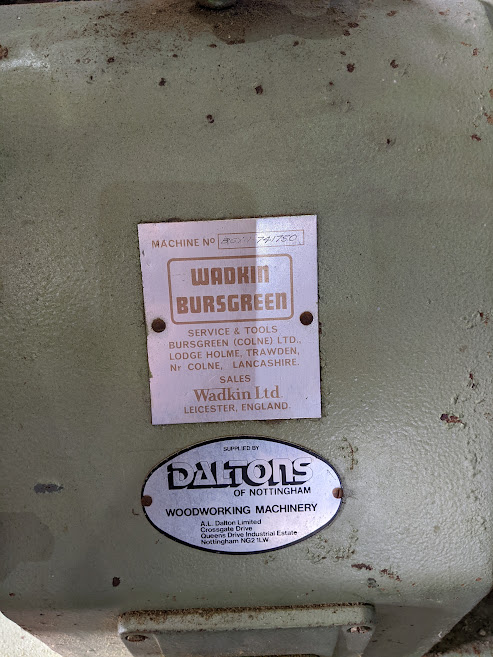 MACHINE No 741750
WADKIN
BURSGREEN
SERVICE & TOOLS
BURSGREEN (COLNE) LTD.,
LODGE HOLME, TRAWDEN,
Nr COLNE, LANCASHIRE.
SALES
Wadkin Ltd
LEICESTER, ENGLAND.
SUPPLIED BY
DALTONS
OF NOTTINGHAM
WOODWORKING MACHINERY
A.L. Dalton Limited
Crossgate Drive
Queens Drive Industrial Estate
Nottingham NG2 1LW